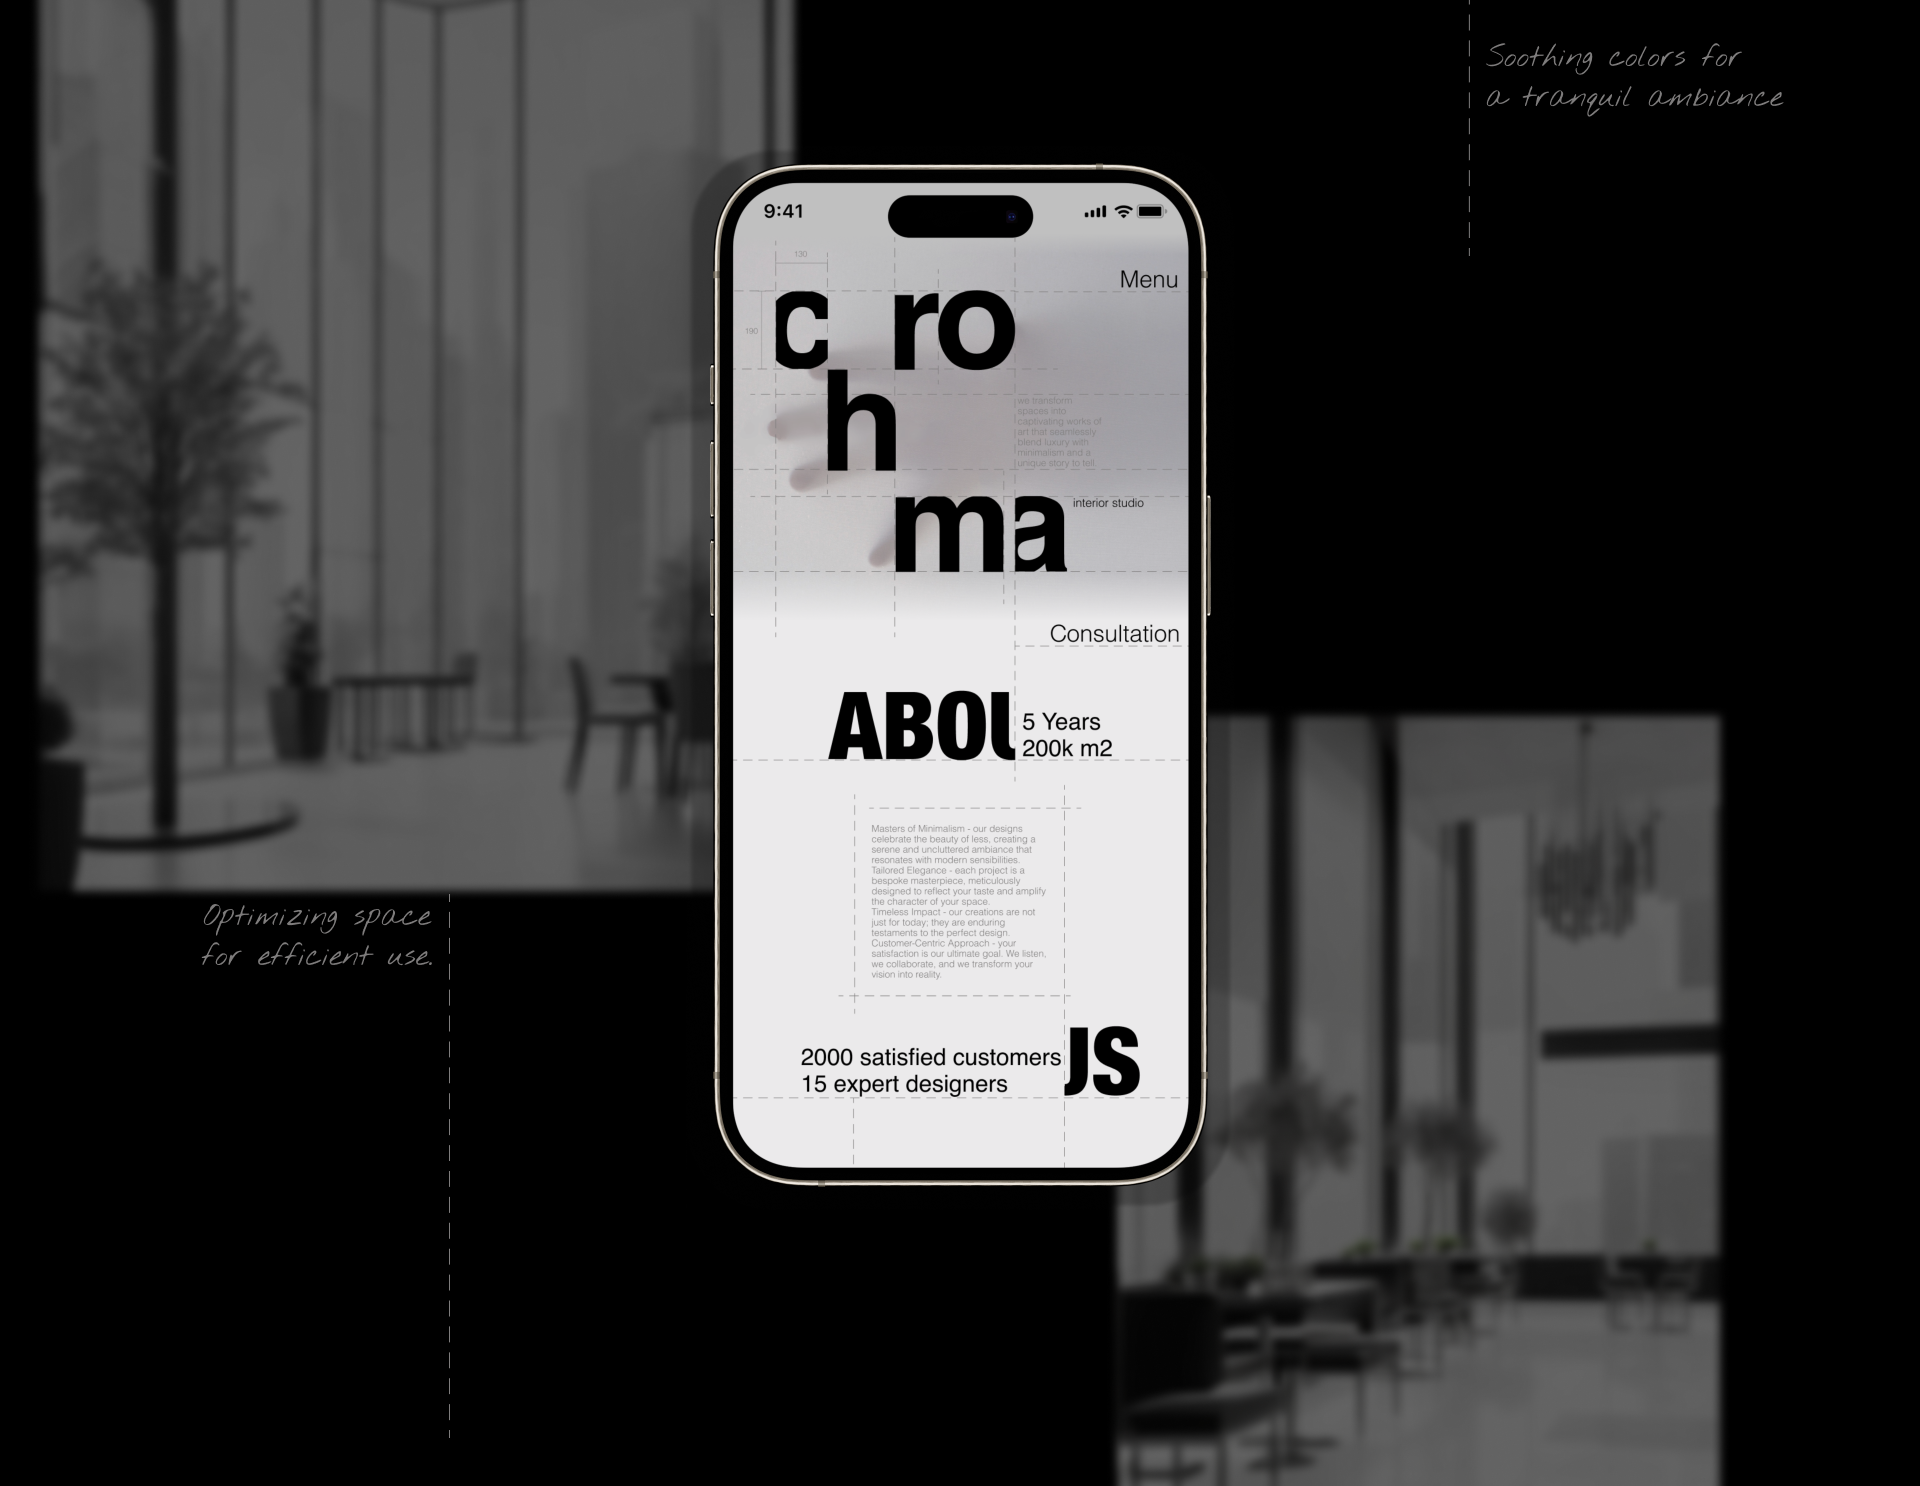 Soothing colors for
a tranquil ambiance
9:41
130
Menu
c ro
190
h
we transform
spaces into
captivating works of
art that seamlessly
blend luxury with
minimalism and a
unique story to tell.
ma
interior studio
Consultation
ABOU
5 Years
200k m2
Masters of Minimalism - our designs
celebrate the beauty of less, creating a
serene and uncluttered ambiance that
resonates with modern sensibilities.
Tailored Elegance - each project is a
bespoke masterpiece, meticulously
designed to reflect your taste and amplify
the character of your space.
Timeless Impact - our creations are not
just for today; they are enduring
testaments to the perfect design.
Customer-Centric Approach - your
satisfaction is our ultimate goal. We listen,
we collaborate, and we transform your
vision into reality.
Optimizing space
for efficient use.
2000 satisfied customers
15 expert designers
US